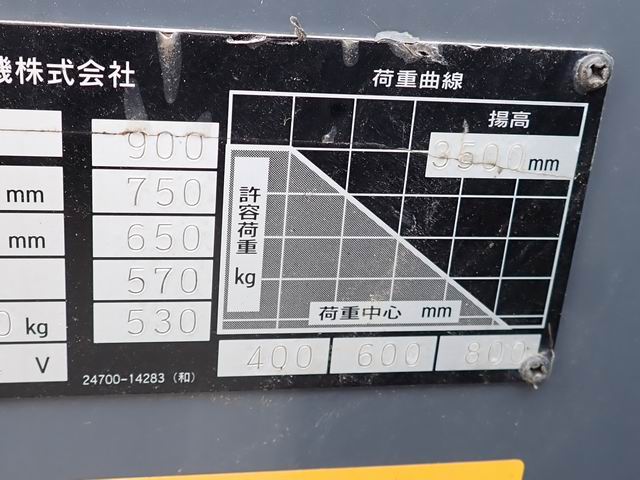 機株式会社
荷重曲線
揚高
3500 mm
900
750
650
570
530
mm
mm
kg
V
許容荷重
kg
荷重中心 mm
400 600 800
24700-14283 (和)